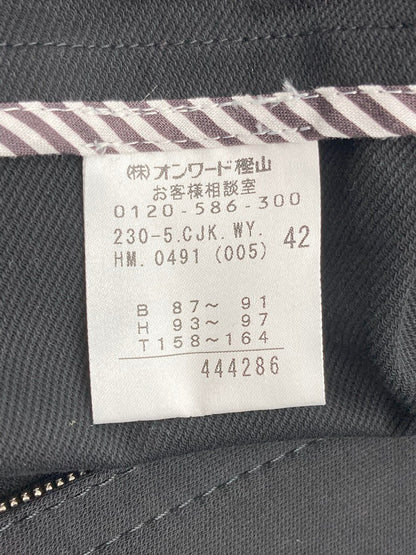 (株)オンワード樫山
お客様相談室
0120-586-300
230-5.CJK.WY. 42
HM.0491 (005)
B 87～ 91
H 93～ 97
T158～164
444286